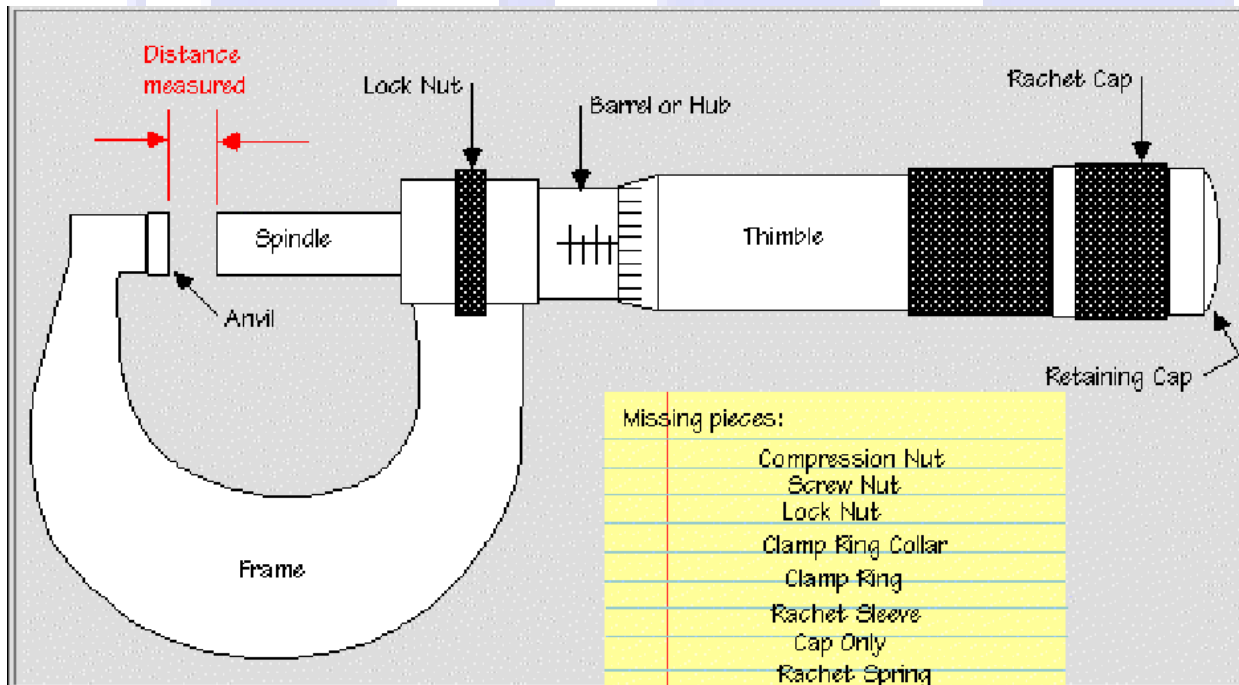 Distance
measured
Lock Nut
Barrel or Hub
Rachet Cap
Spindle
Thimble
Anvil
Retaining Cap
Frame
Missing pieces:
Compression Nut
Screw Nut
Lock Nut
Clamp Ring Collar
Clamp Ring
Rachet Sleeve
Cap Only
Rachet Spring